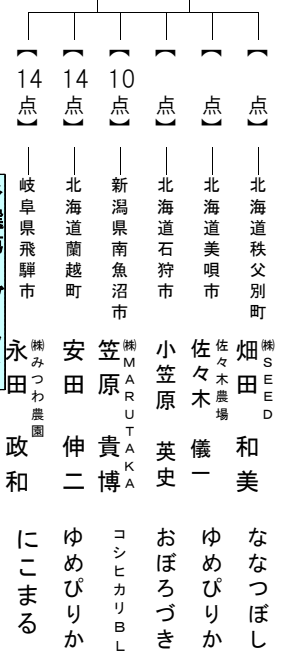 【 点】 北海道秩父別町 ㈱SEED 畑田 和美 ななつぼし
【 点】 北海道美唄市 佐々木農場 佐々木 儀一 ゆめぴりか
【 点】 北海道石狩市 小笠原 英史 おぼろづき
【10点】 新潟県南魚沼市 ㈱MARUTAKA 笠原 貴博 コシヒカリBL
【14点】 北海道蘭越町 安田 伸二 ゆめぴりか
【14点】 岐阜県飛騨市 ㈱みつわ農園 永田 政和 にこまる